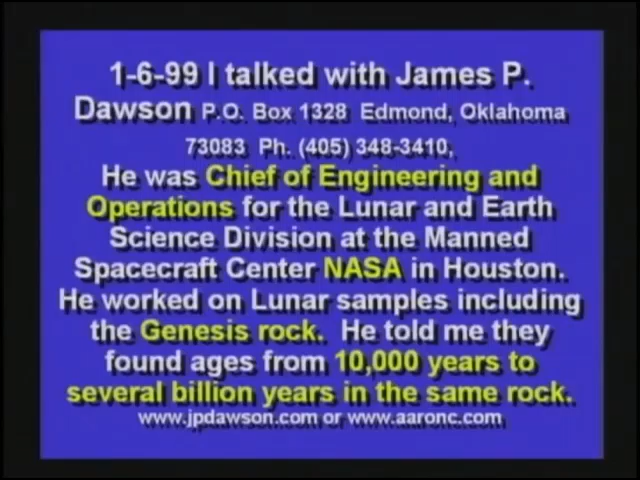 1-6-99 I talked with James P.
Dawson P.O. Box 1328 Edmond, Oklahoma
73083 Ph. (405) 348-3410,
He was Chief of Engineering and
Operations for the Lunar and Earth
Science Division at the Manned
Spacecraft Center NASA in Houston.
He worked on Lunar samples including
the Genesis rock. He told me they
found ages from 10,000 years to
several billion years in the same rock.
www.jpdawson.com or www.aaronc.com